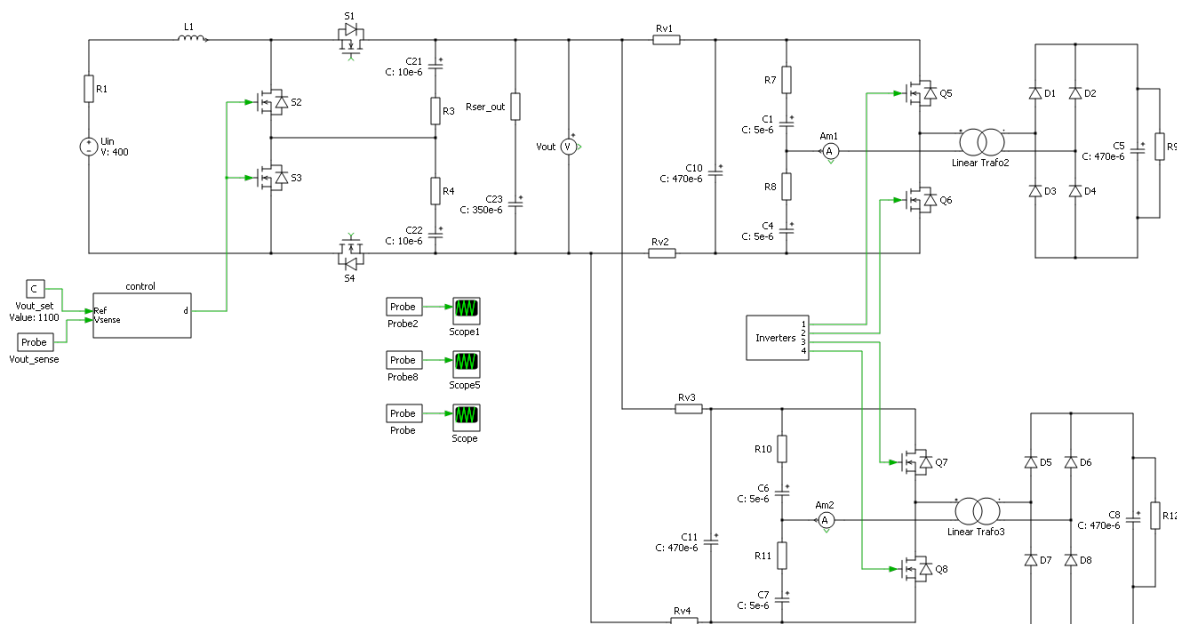 L1
S1
R1
Uin
V: 400
S2
S3
C21
C: 10e-6
R3
R4
C22
C: 10e-6
S4
Rser_out
C23
C: 350e-6
Vout
V
Rv1
Rv2
C10
C: 470e-6
R7
C1
C: 5e-6
Am1
A
R8
C4
C: 5e-6
Q5
Q6
Linear Trafo2
D1
D2
D3
D4
C5
C: 470e-6
R9
C
Vout_set
Value: 1100
Probe
Vout_sense
control
Ref
Vsense
d
Probe
Probe2
Scope1
Probe
Probe8
Scope5
Probe
Probe
Scope
Inverters
1
2
3
4
Rv3
Rv4
C11
C: 470e-6
R10
C6
C: 5e-6
Am2
A
R11
C7
C: 5e-6
Q7
Q8
Linear Trafo3
D5
D6
D7
D8
C8
C: 470e-6
R12